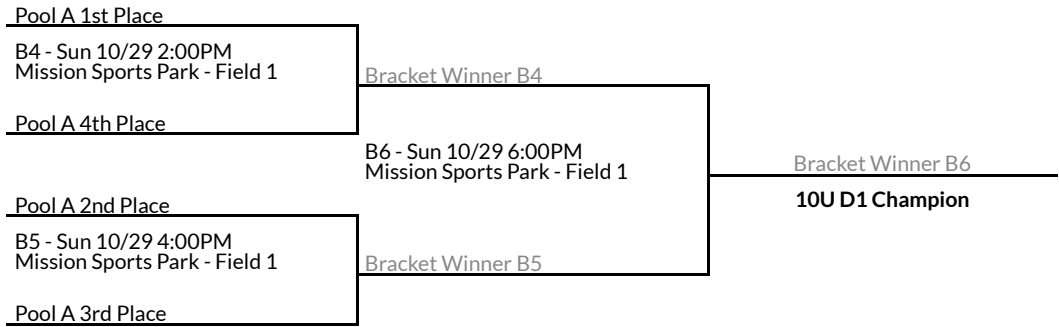 Pool A 1st Place
B4 - Sun 10/29 2:00PM
Mission Sports Park - Field 1
Pool A 4th Place
Bracket Winner B4
B6 - Sun 10/29 6:00PM
Mission Sports Park - Field 1
Pool A 2nd Place
B5 - Sun 10/29 4:00PM
Mission Sports Park - Field 1
Pool A 3rd Place
Bracket Winner B5
Bracket Winner B6
10U D1 Champion